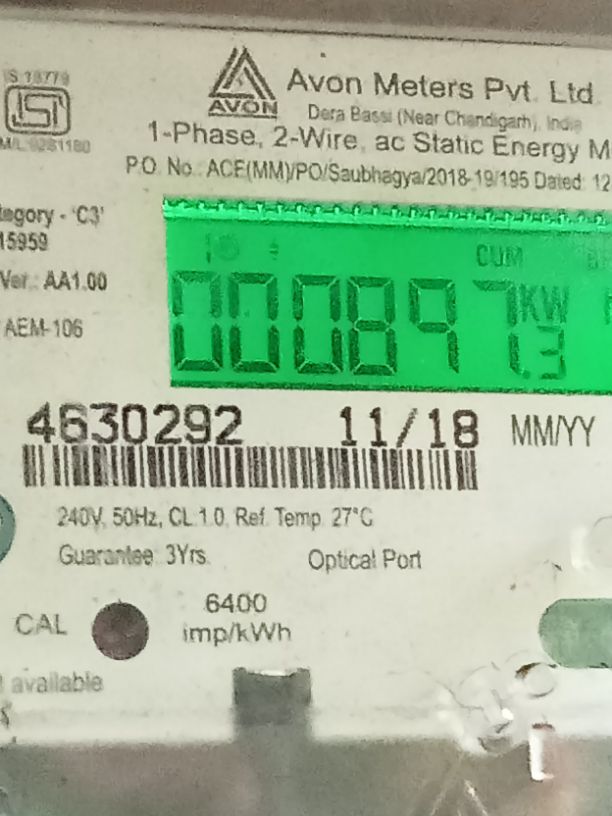 IS 13779
AVON
Avon Meters Pvt. Ltd.
Dera Bassi (Near Chandigarh), India
1-Phase, 2-Wire, ac Static Energy M
P.O. No.: ACE(MM)/PO/Saubhagya/2018-19/195 Dated: 12
tegory - 'C3'
15959
Ver.: AA1.00
AEM-106
CUM
000897.3 KW
4630292 11/18 MM/YY
240V, 50Hz, CL.1.0, Ref. Temp. 27°C
Guarantee: 3Yrs. Optical Port
CAL 6400
imp/kWh
available